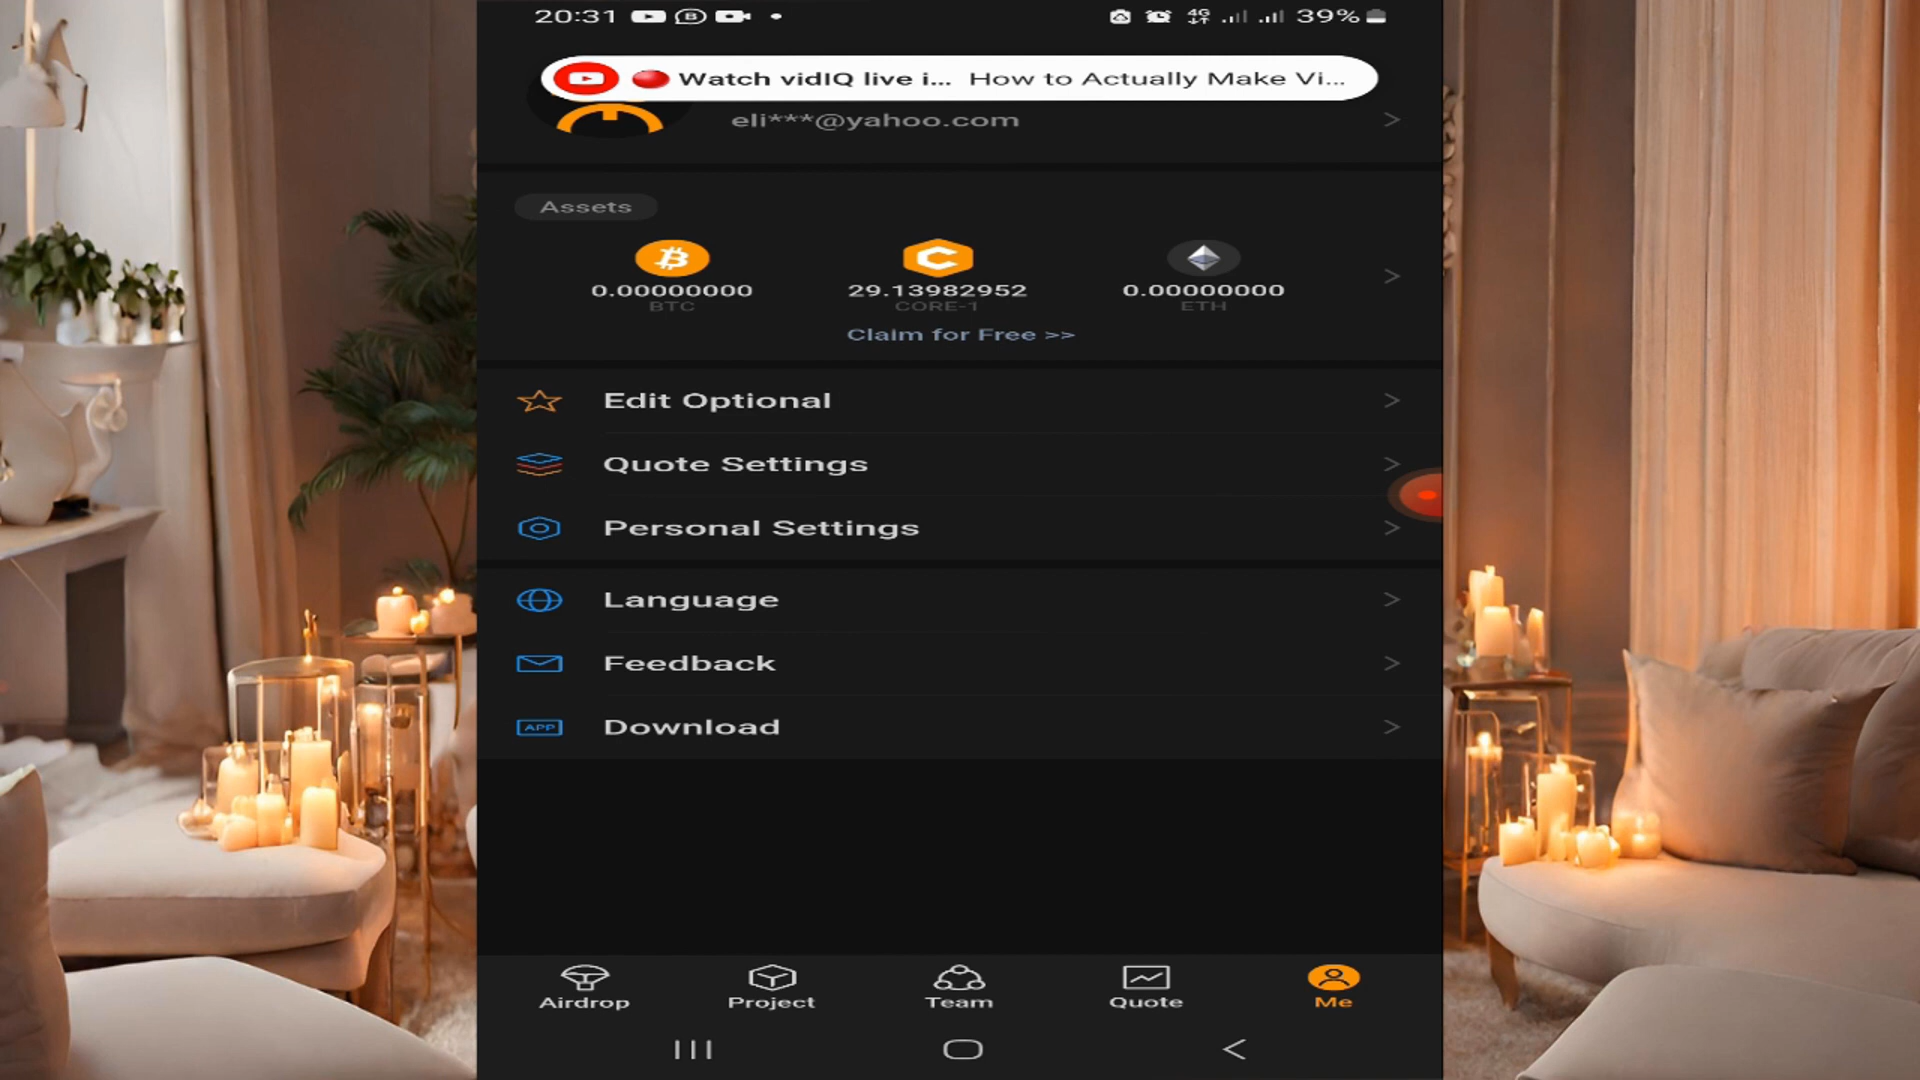 20:31
4G 39%
Watch vidIQ live i... How to Actually Make Vi...
eli***@yahoo.com
>
Assets
0.00000000 29.13982952 0.00000000
>
BTC CORE-1 ETH
Claim for Free >>
Edit Optional >
Quote Settings >
Personal Settings >
Language >
Feedback >
APP Download >
Airdrop Project Team Quote Me